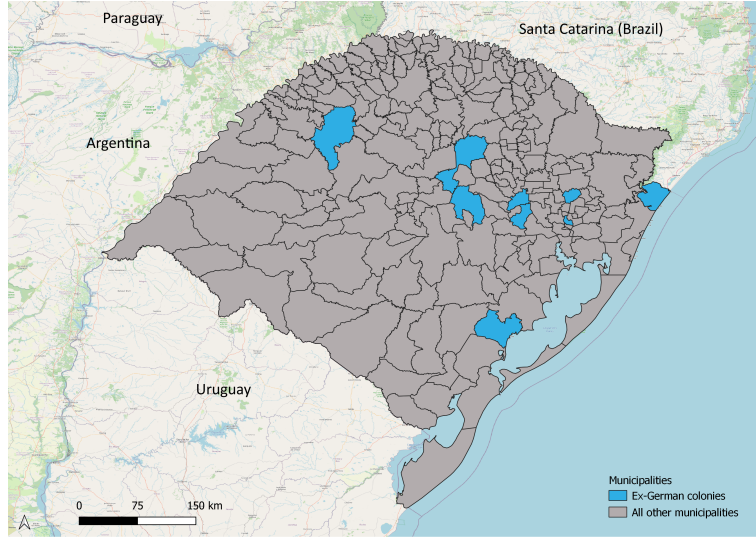 Paraguay
Santa Catarina (Brazil)
Argentina
Uruguay
Municipalities
Ex-German colonies
All other municipalities
0 75 150 km